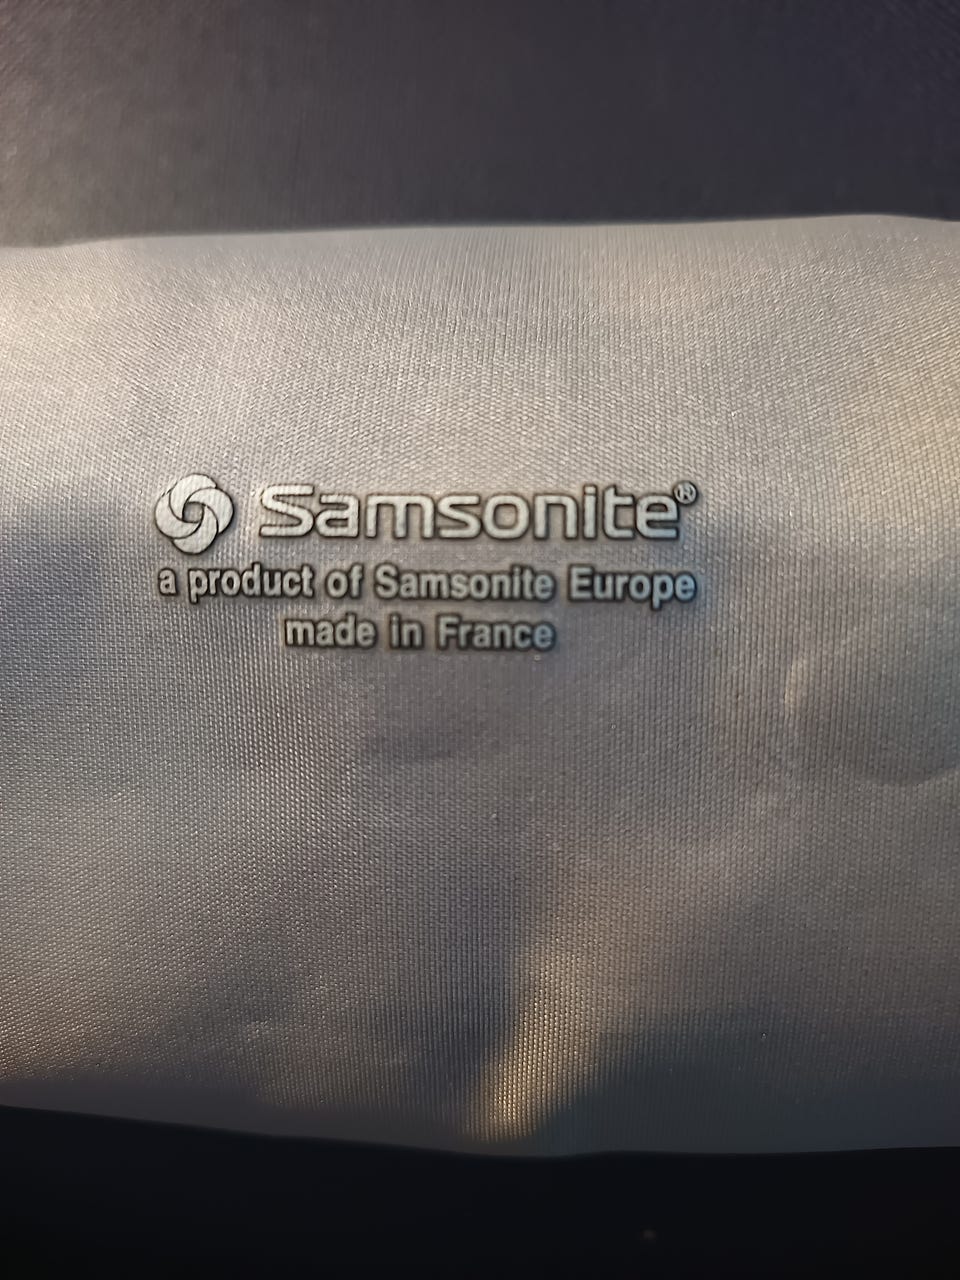 Samsonite®
a product of Samsonite Europe
made in France